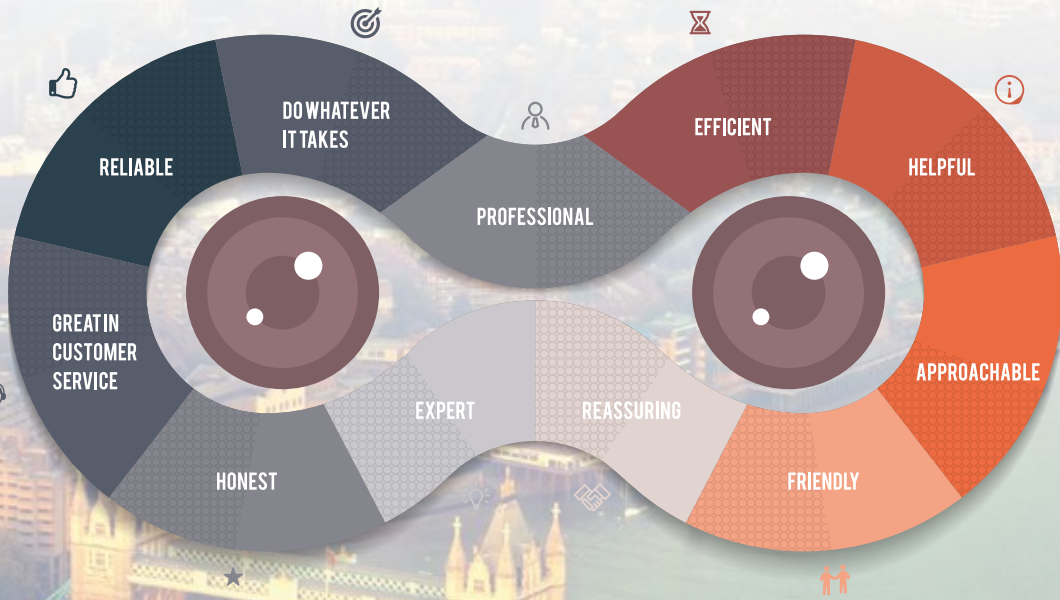 DO WHATEVER
IT TAKES
EFFICIENT
RELIABLE
HELPFUL
PROFESSIONAL
GREAT IN
CUSTOMER
SERVICE
APPROACHABLE
EXPERT
REASSURING
HONEST
FRIENDLY